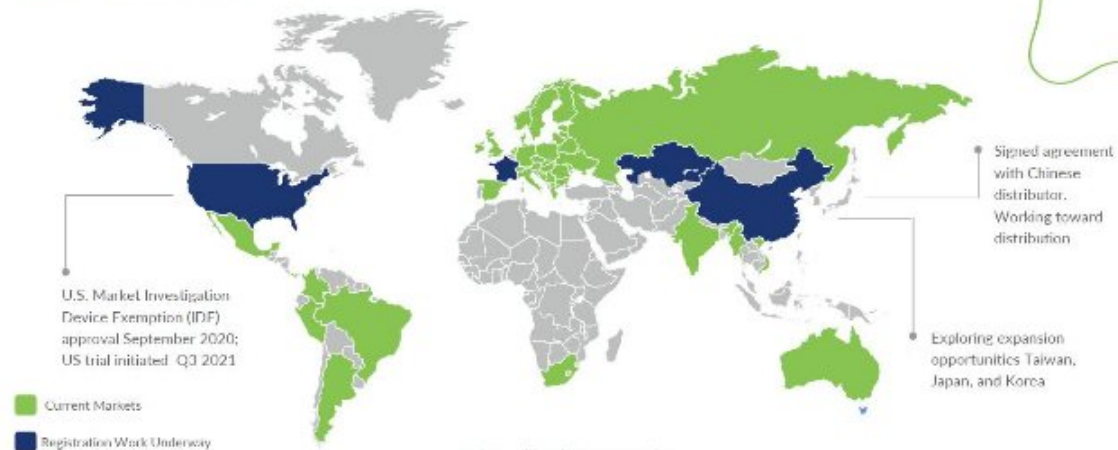 Signed agreement
with Chinese
distributor.
Working toward
distribution
U.S. Market Investigation
Device Exemption (IDE)
approval September 2020;
US trial initiated Q3 2021
Exploring expansion
opportunities Taiwan,
Japan, and Korea
Current Markets
Registration Work Underway